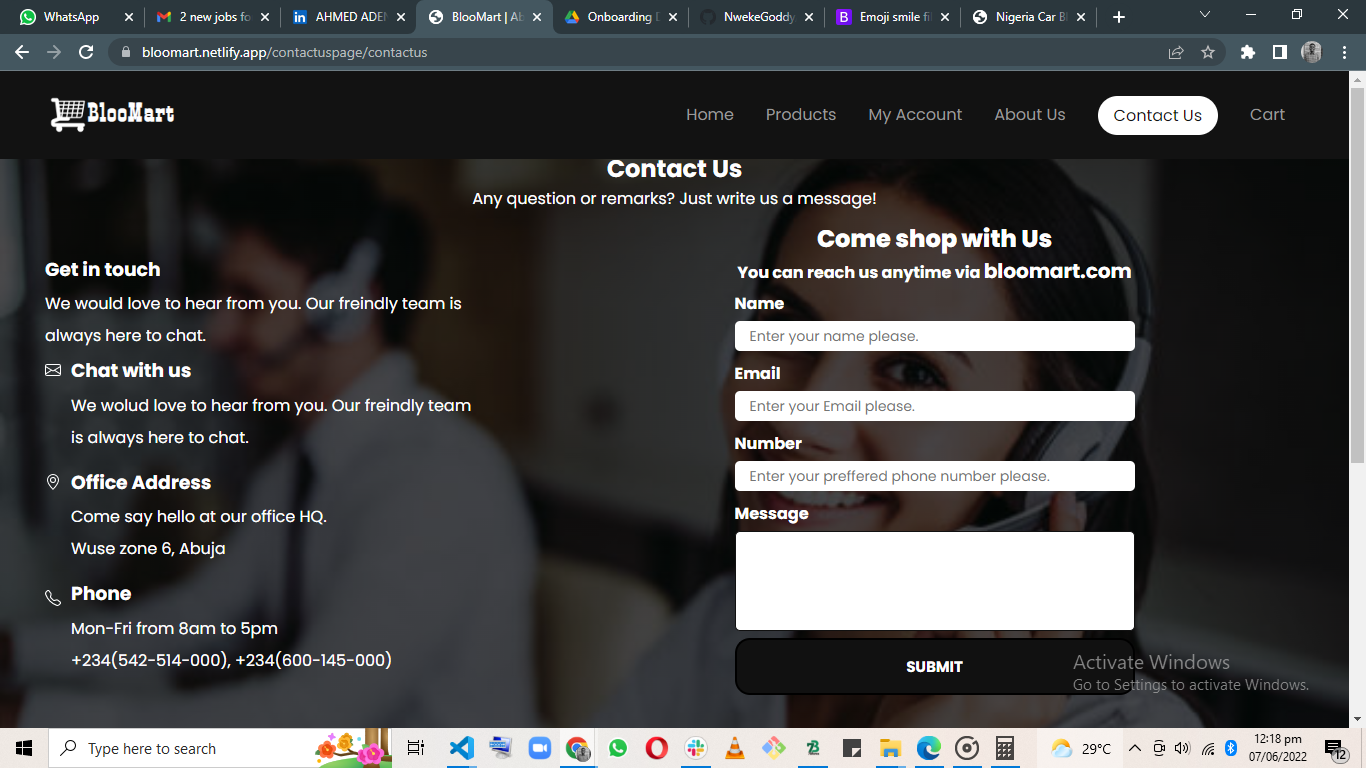 WhatsApp
2 new jobs fo
AHMED ADEN
BlooMart | Ab
Onboarding D
NwekeGoddy
Emoji smile fil
Nigeria Car Bl
bloomart.netlify.app/contactuspage/contactus
BlooMart
Home
Products
My Account
About Us
Contact Us
Cart
Contact Us
Any question or remarks? Just write us a message!
Come shop with Us
You can reach us anytime via bloomart.com
Get in touch
We would love to hear from you. Our freindly team is
always here to chat.
Chat with us
We wolud love to hear from you. Our freindly team
is always here to chat.
Office Address
Come say hello at our office HQ.
Wuse zone 6, Abuja
Phone
Mon-Fri from 8am to 5pm
+234(542-514-000), +234(600-145-000)
Name
Enter your name please.
Email
Enter your Email please.
Number
Enter your preffered phone number please.
Message
SUBMIT
Activate Windows
Go to Settings to activate Windows.
Type here to search
29°C
12:18 pm
07/06/2022
12